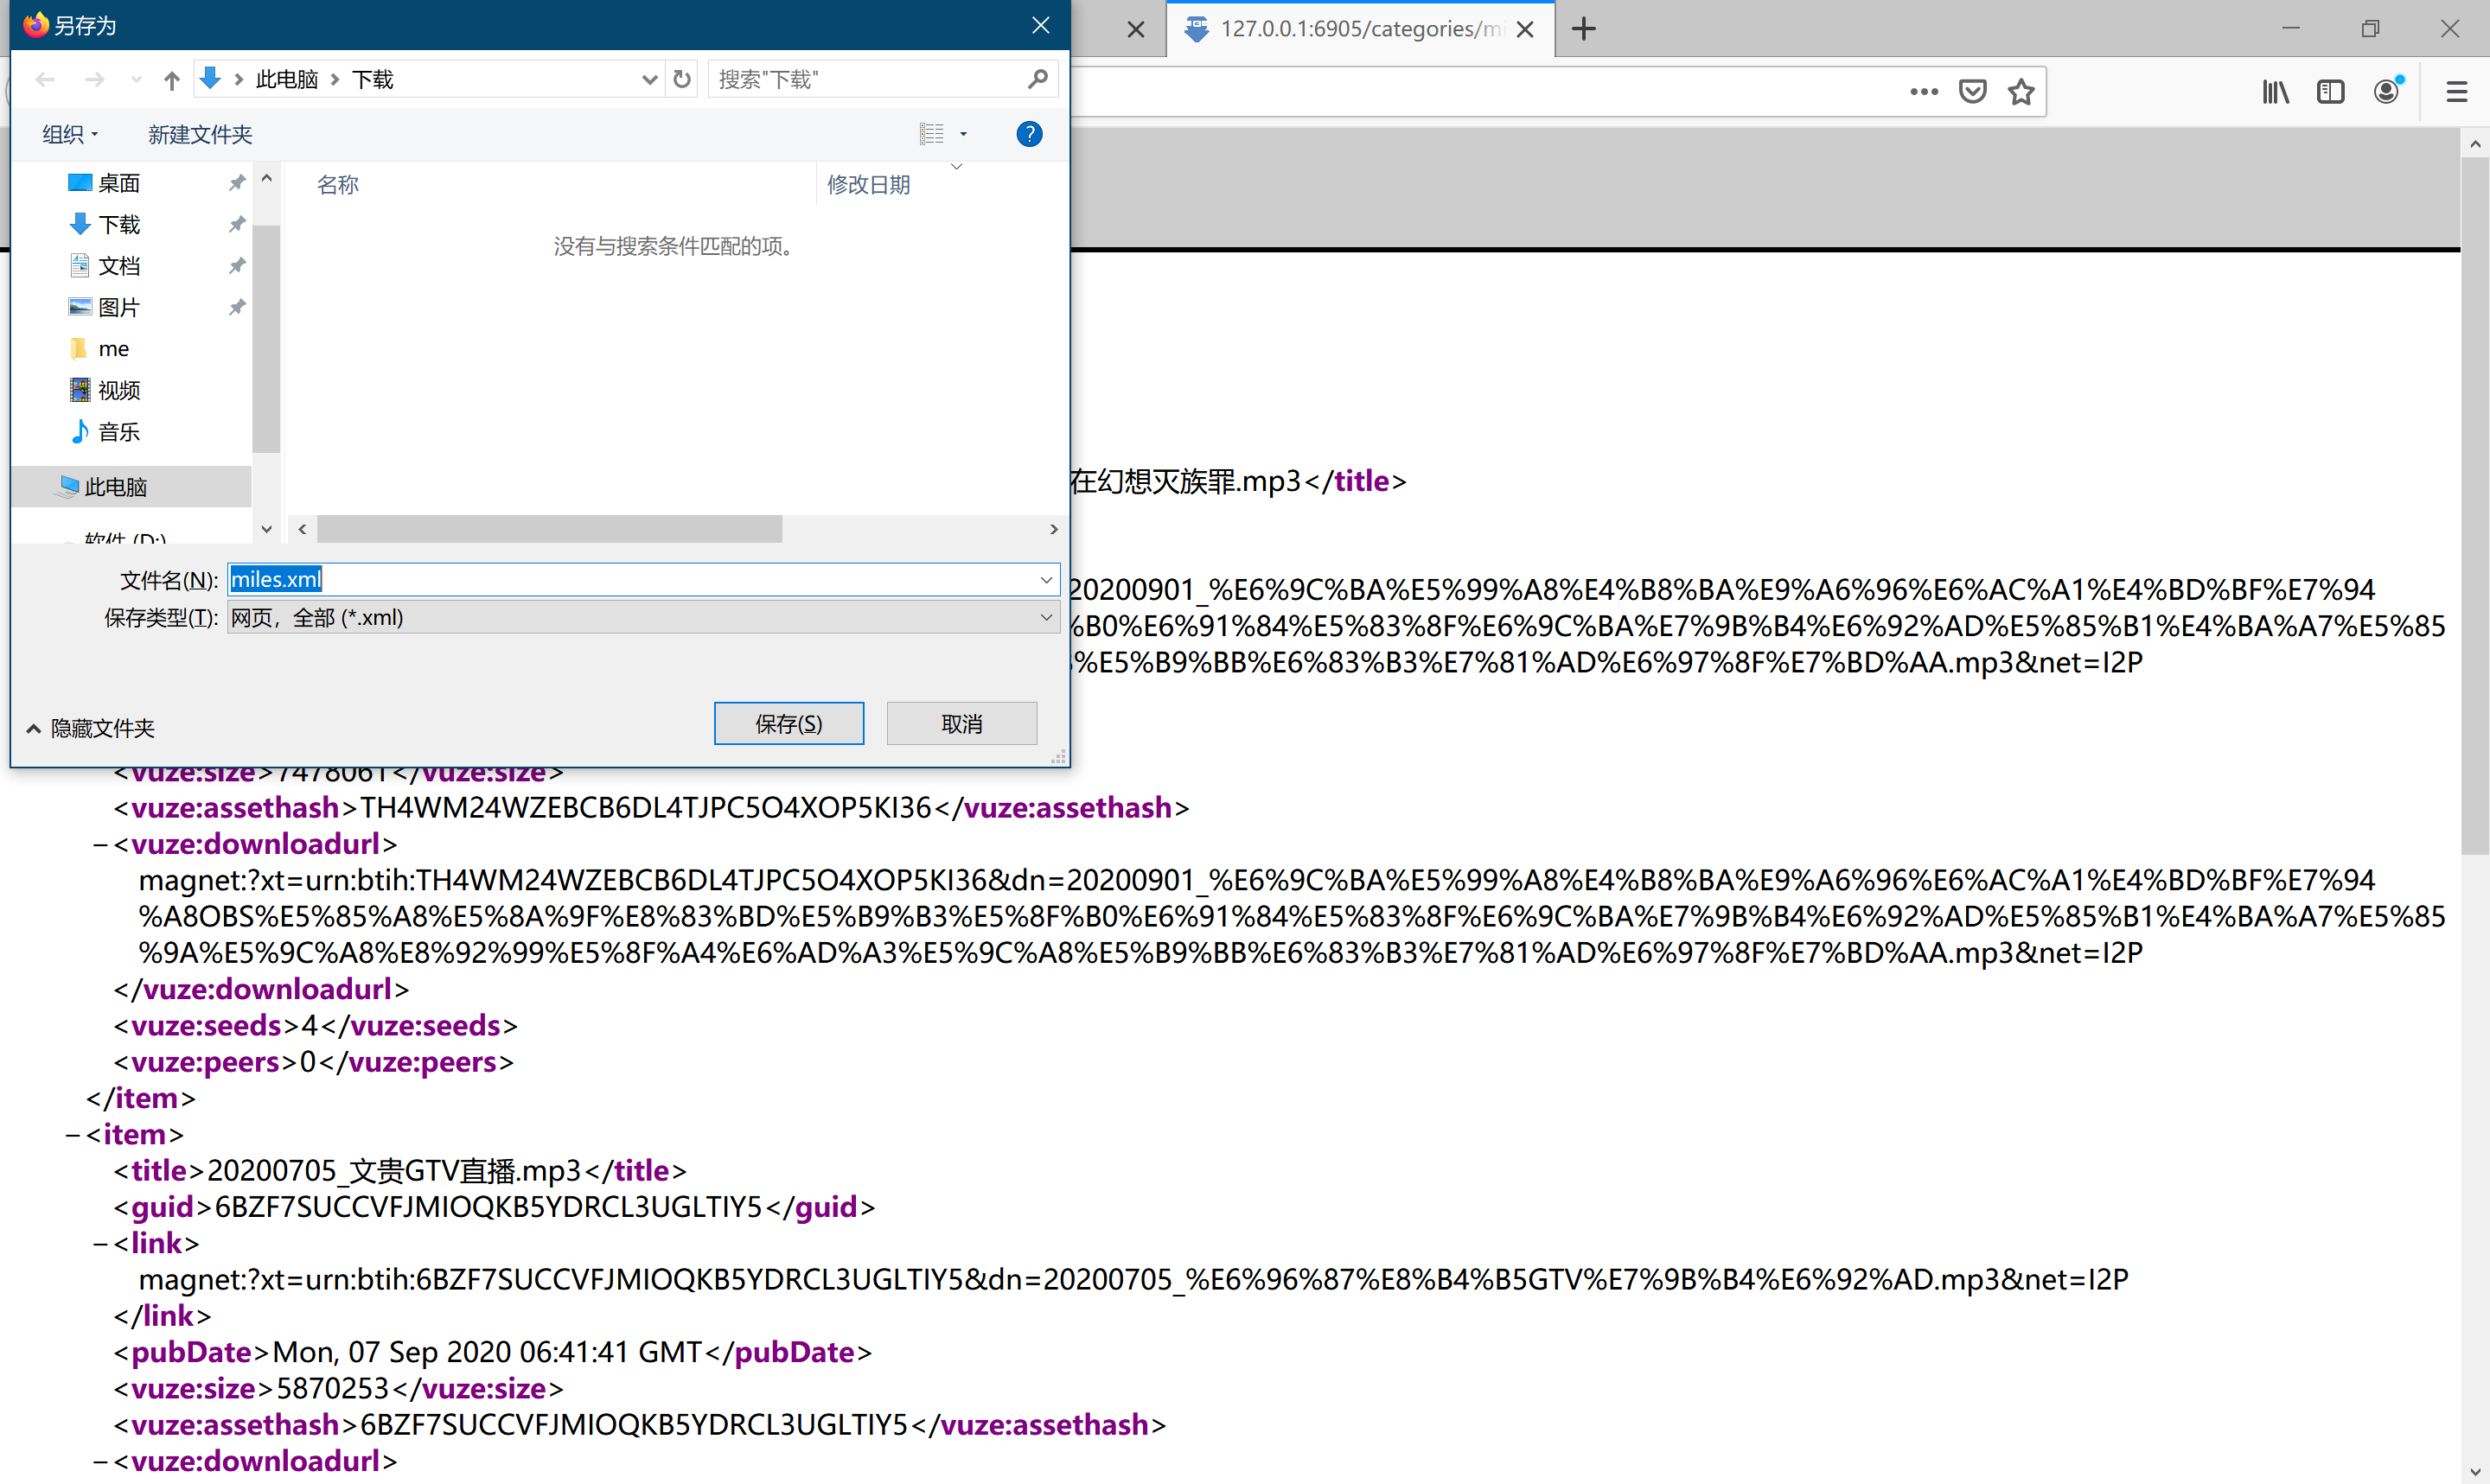 另存为
127.0.0.1:6905/categories/mi
此电脑 下载
搜索"下载"
组织
新建文件夹
名称
修改日期
没有与搜索条件匹配的项。
桌面
下载
文档
图片
me
视频
音乐
此电脑
软件 (D:)
文件名(N): miles.xml
保存类型(T): 网页，全部 (*.xml)
隐藏文件夹
保存(S)
取消
在幻想灭族罪.mp3</title>
20200901_%E6%9C%BA%E5%99%A8%E4%B8%BA%E9%A6%96%E6%AC%A1%E4%BD%BF%E7%94
%B0%E6%91%84%E5%83%8F%E6%9C%BA%E7%9B%B4%E6%92%AD%E5%85%B1%E4%BA%A7%E5%85
%E5%B9%BB%E6%83%B3%E7%81%AD%E6%97%8F%E7%BD%AA.mp3&net=I2P
<vuze:size>7478061</vuze:size>
<vuze:assethash>TH4WM24WZEBCB6DL4TJPC5O4XOP5KI36</vuze:assethash>
–<vuze:downloadurl>
magnet:?xt=urn:btih:TH4WM24WZEBCB6DL4TJPC5O4XOP5KI36&dn=20200901_%E6%9C%BA%E5%99%A8%E4%B8%BA%E9%A6%96%E6%AC%A1%E4%BD%BF%E7%94
%A8OBS%E5%85%A8%E5%8A%9F%E8%83%BD%E5%B9%B3%E5%8F%B0%E6%91%84%E5%83%8F%E6%9C%BA%E7%9B%B4%E6%92%AD%E5%85%B1%E4%BA%A7%E5%85
%9A%E5%9C%A8%E8%92%99%E5%8F%A4%E6%AD%A3%E5%9C%A8%E5%B9%BB%E6%83%B3%E7%81%AD%E6%97%8F%E7%BD%AA.mp3&net=I2P
</vuze:downloadurl>
<vuze:seeds>4</vuze:seeds>
<vuze:peers>0</vuze:peers>
</item>
–<item>
<title>20200705_文贵GTV直播.mp3</title>
<guid>6BZF7SUCCVFJMIOQKB5YDRCL3UGLTIY5</guid>
–<link>
magnet:?xt=urn:btih:6BZF7SUCCVFJMIOQKB5YDRCL3UGLTIY5&dn=20200705_%E6%96%87%E8%B4%B5GTV%E7%9B%B4%E6%92%AD.mp3&net=I2P
</link>
<pubDate>Mon, 07 Sep 2020 06:41:41 GMT</pubDate>
<vuze:size>5870253</vuze:size>
<vuze:assethash>6BZF7SUCCVFJMIOQKB5YDRCL3UGLTIY5</vuze:assethash>
–<vuze:downloadurl>